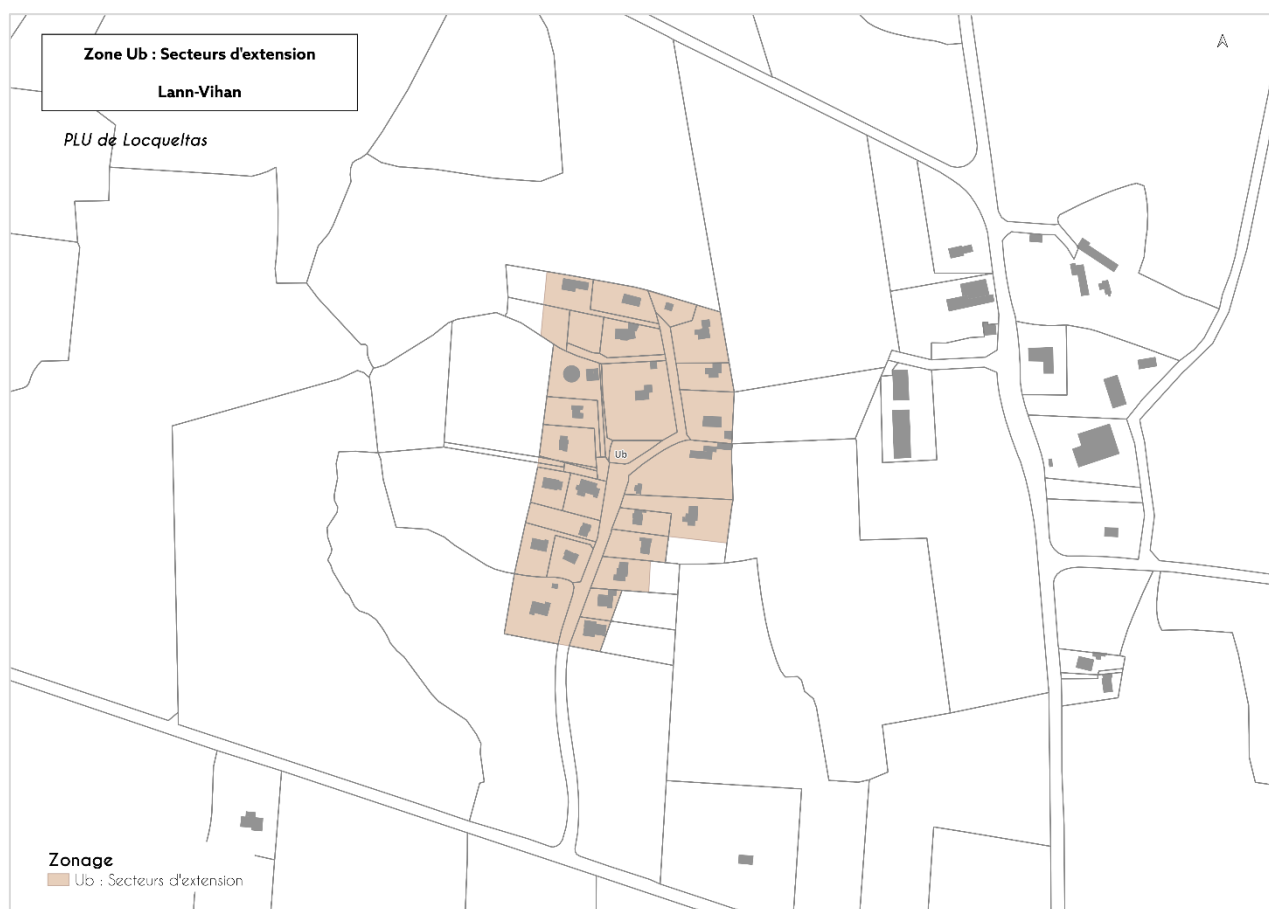 Zone Ub : Secteurs d'extension
Lann-Vihan
PLU de Locqueltas
Ub
Zonage
Ub : Secteurs d'extension